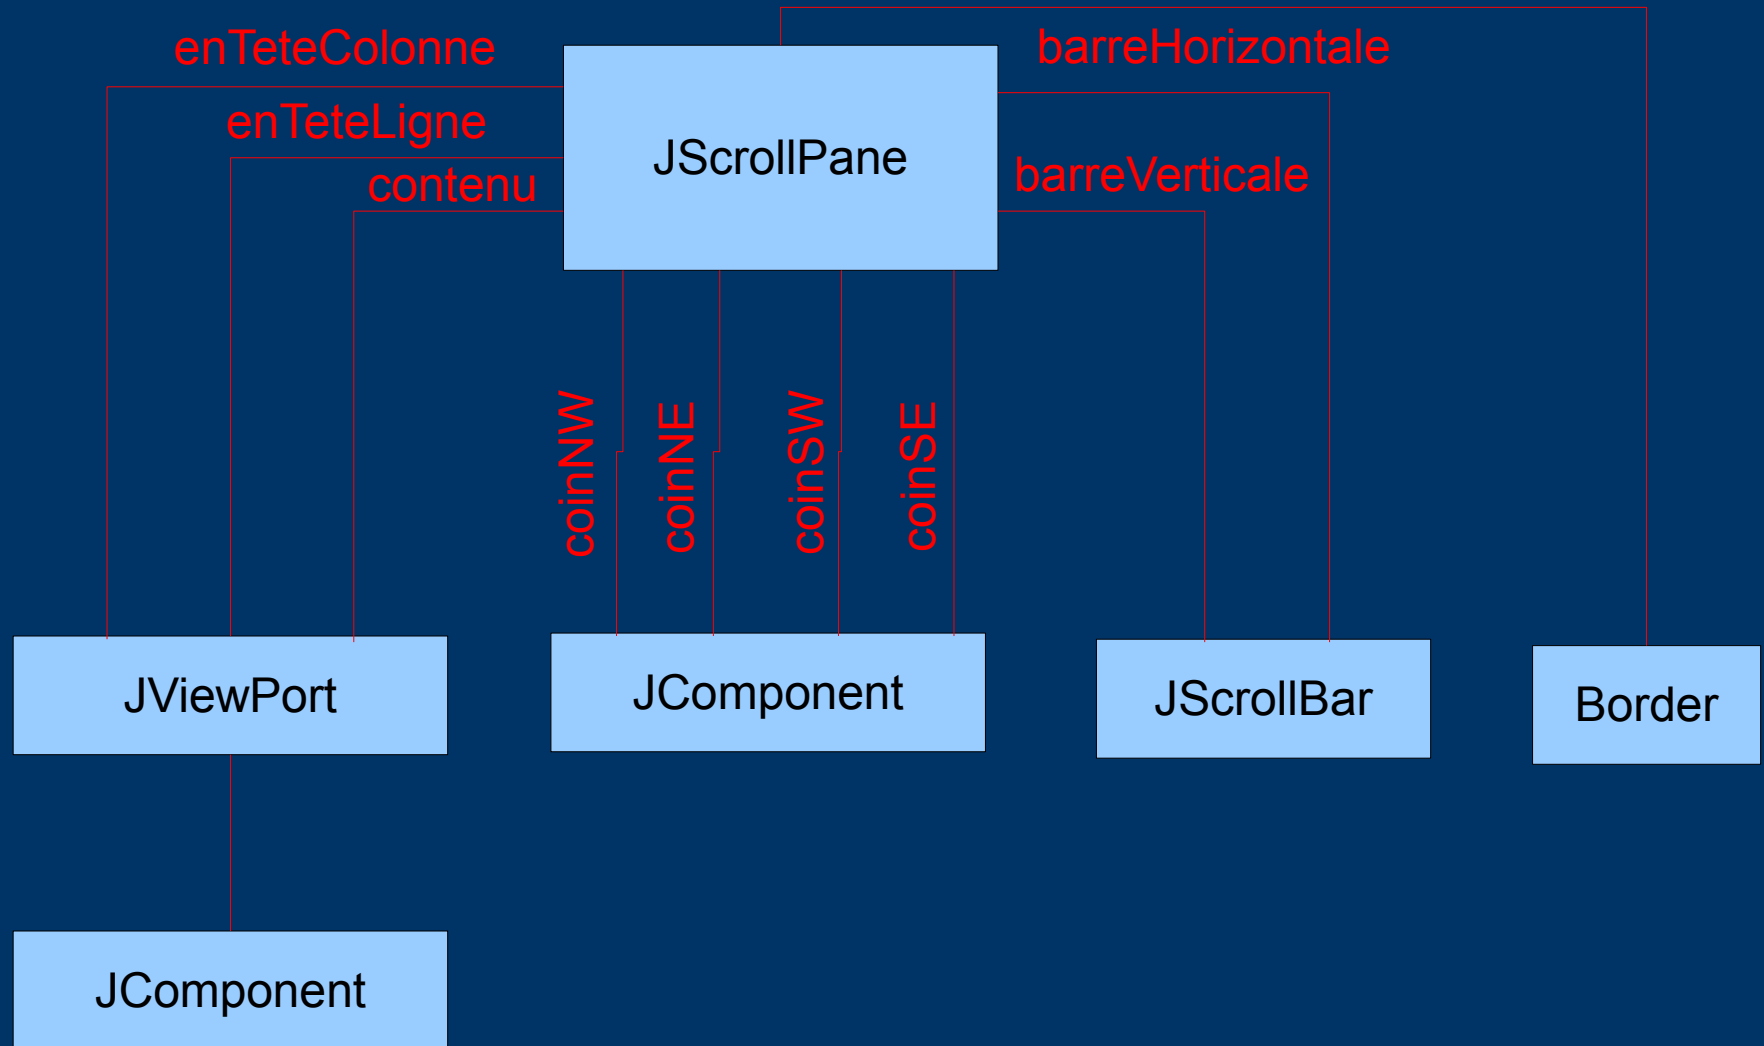 enTeteColonne
barreHorizontale
enTeteLigne
JScrollPane
contenu
barreVerticale
coinNW
coinNE
coinSW
coinSE
JViewPort
JComponent
JScrollBar
Border
JComponent